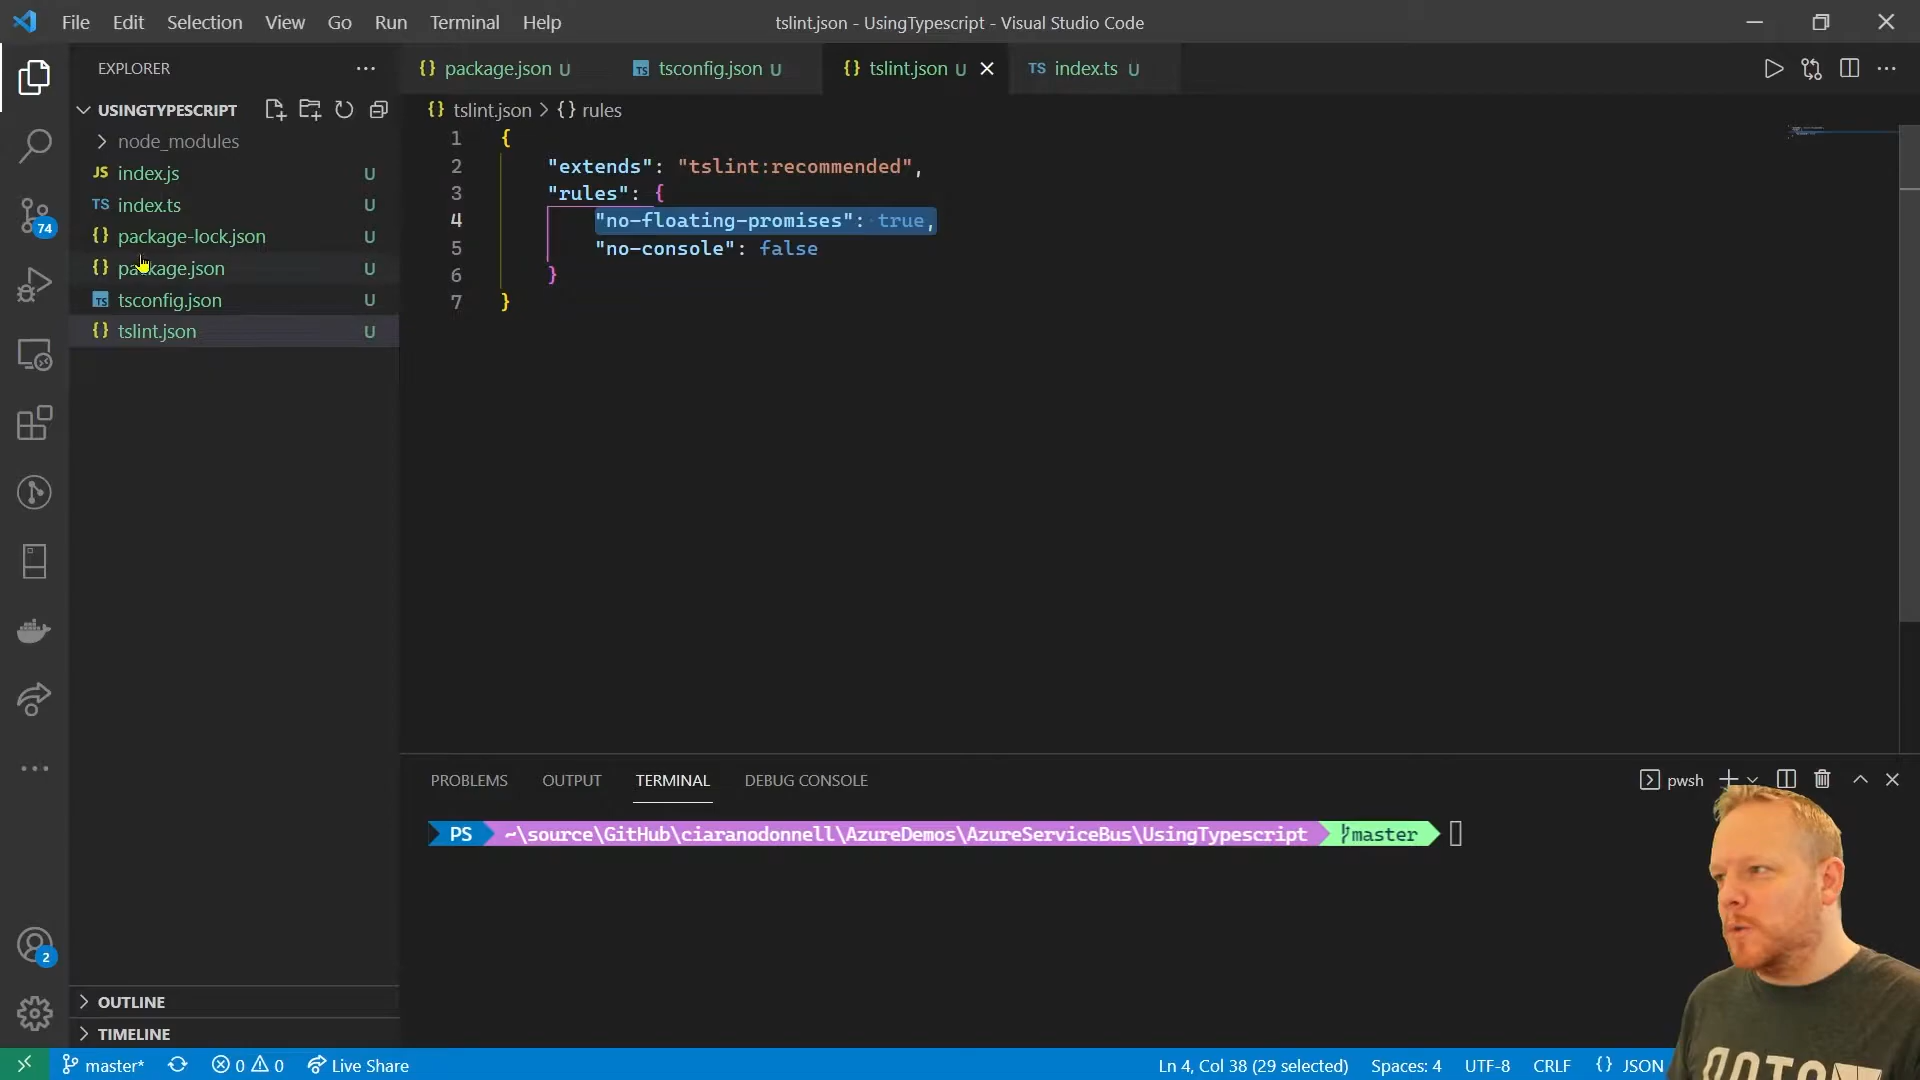 File Edit Selection View Go Run Terminal Help
tslint.json - UsingTypescript - Visual Studio Code
EXPLORER
USINGTYPESCRIPT
node_modules
JS index.js U
TS index.ts U
{} package-lock.json U
{} package.json U
TS tsconfig.json U
{} tslint.json U
74
2
OUTLINE
TIMELINE
{} package.json U
TS tsconfig.json U
{} tslint.json U
TS index.ts U
{} tslint.json > {} rules
1 {
2 "extends": "tslint:recommended",
3 "rules": {
4 "no-floating-promises": true,
5 "no-console": false
6 }
7 }
PROBLEMS OUTPUT TERMINAL DEBUG CONSOLE
pwsh
PS ~\source\GitHub\ciaranodonnell\AzureDemos\AzureServiceBus\UsingTypescript master
master* 0 0 Live Share
Ln 4, Col 38 (29 selected) Spaces: 4 UTF-8 CRLF {} JSON